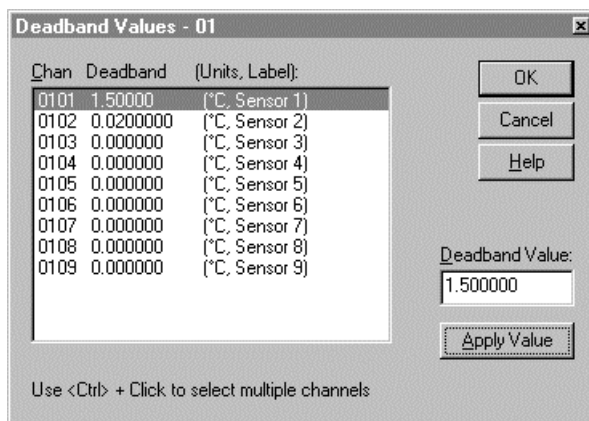 Deadband Values - 01
Chan Deadband (Units, Label):
0101 1.50000 (°C, Sensor 1)
0102 0.0200000 (°C, Sensor 2)
0103 0.000000 (°C, Sensor 3)
0104 0.000000 (°C, Sensor 4)
0105 0.000000 (°C, Sensor 5)
0106 0.000000 (°C, Sensor 6)
0107 0.000000 (°C, Sensor 7)
0108 0.000000 (°C, Sensor 8)
0109 0.000000 (°C, Sensor 9)
OK
Cancel
Help
Deadband Value:
1.500000
Apply Value
Use <Ctrl> + Click to select multiple channels